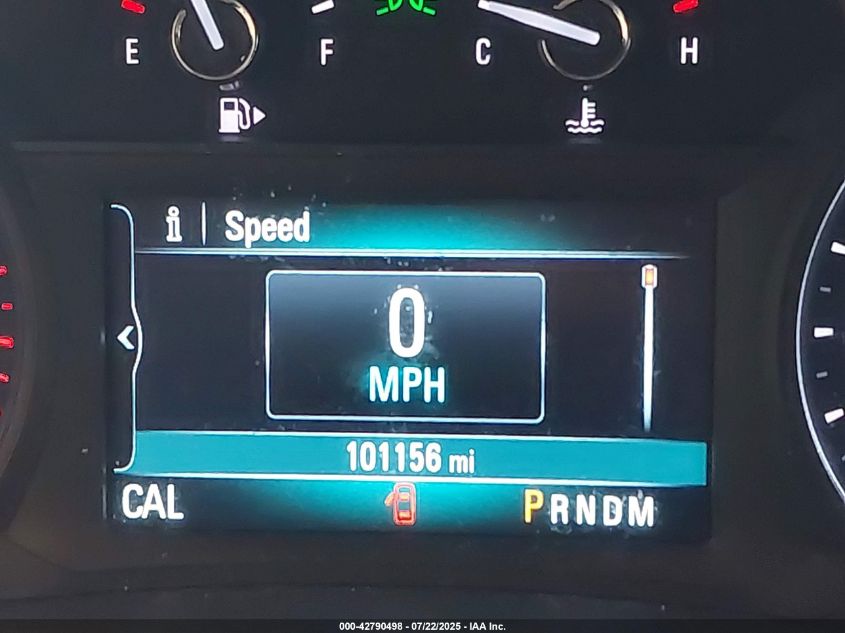 E F C H
i Speed
0
MPH
101156 mi
CAL PRNDM
000-42790498 - 07/22/2025 - IAA Inc.